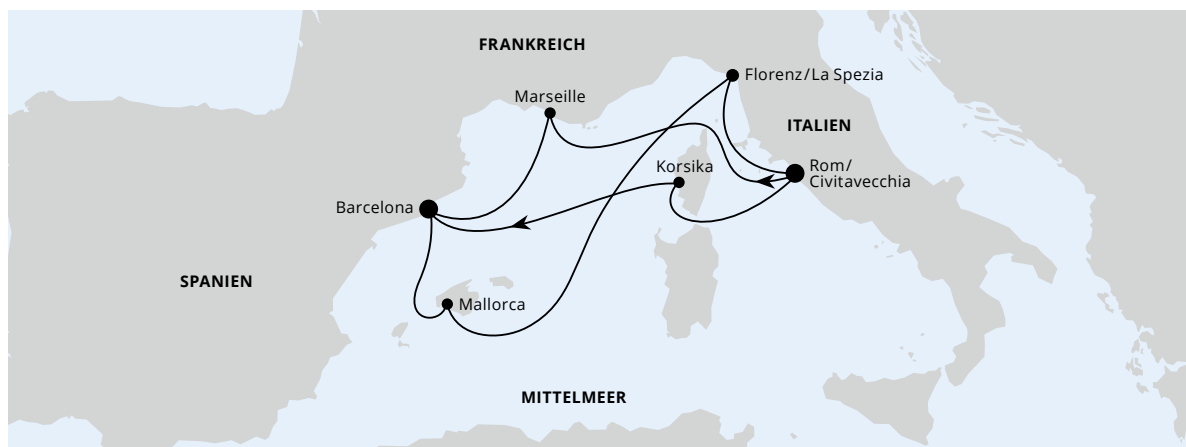 FRANKREICH
Florenz/La Spezia
Marseille
ITALIEN
Korsika
Rom/
Civitavecchia
Barcelona
SPANIEN
Mallorca
MITTELMEER